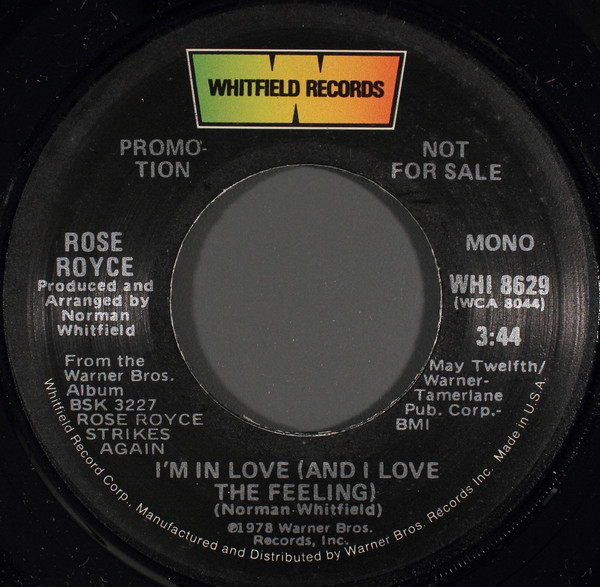 WHITFIELD RECORDS
PROMO-
TION
NOT
FOR SALE
ROSE
ROYCE
Produced and
Arranged by
Norman
Whitfield
From the
Warner Bros.
Album
BSK 3227
ROSE ROYCE
STRIKES
AGAIN
MONO
WHI 8629
(WCA 8044)
3:44
May Twelfth/
Warner-
Tamerlane
Pub. Corp.-
BMI
I'M IN LOVE (AND I LOVE
THE FEELING)
(Norman Whitfield)
℗1978 Warner Bros.
Records, Inc.
Whitfield Record Corp., Manufactured and Distributed by Warner Bros. Records Inc. Made in U.S.A.